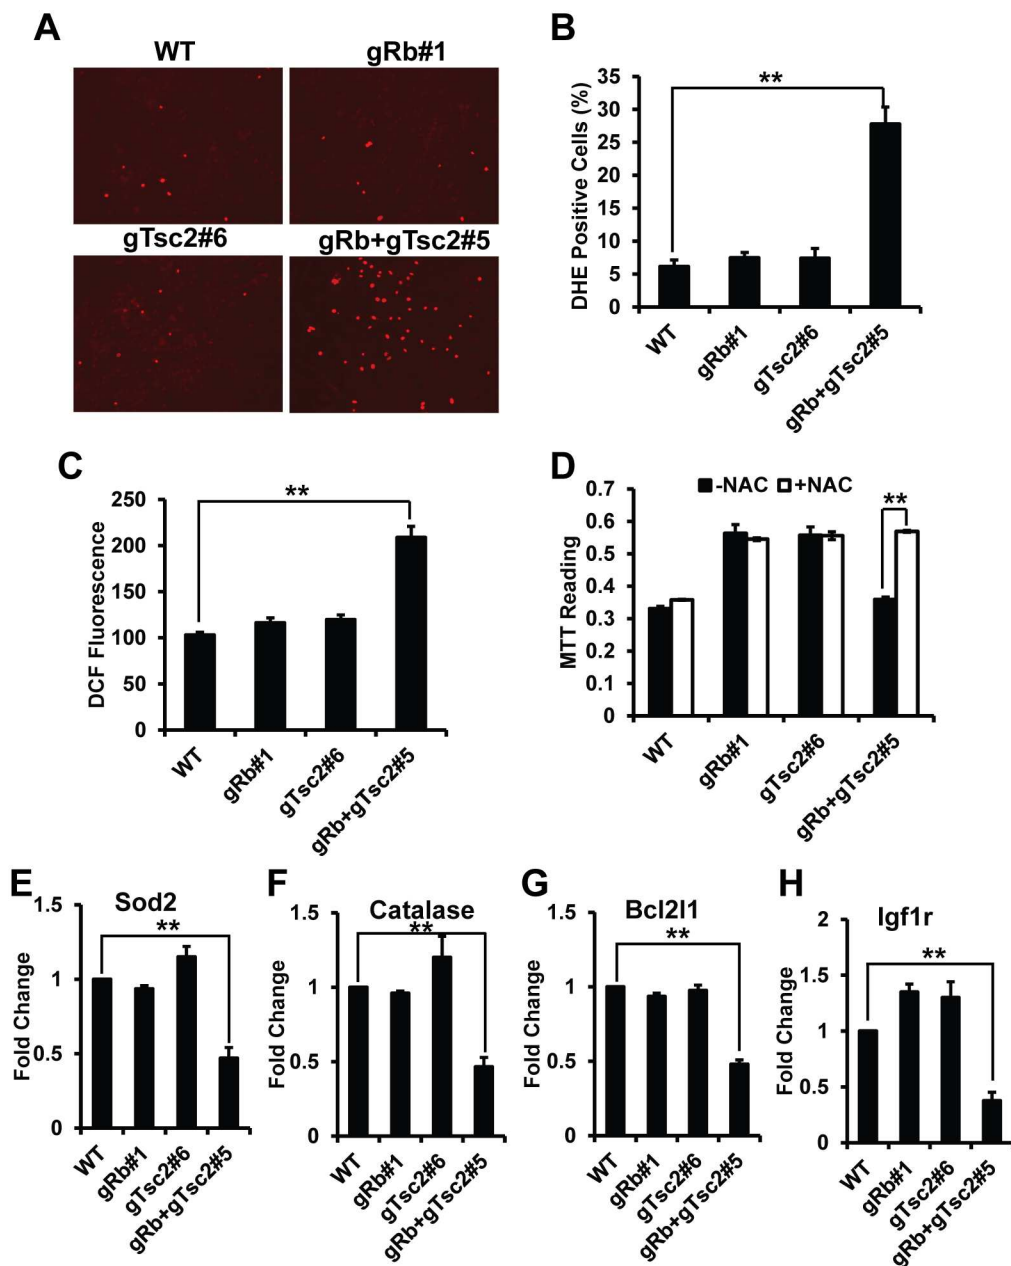 A
WT
gRb#1
gTsc2#6
gRb+gTsc2#5
B
DHE Positive Cells (%)
35
30
25
20
15
10
5
0
**
WT
gRb#1
gTsc2#6
gRb+gTsc2#5
C
DCF Fluorescence
250
200
150
100
50
0
**
WT
gRb#1
gTsc2#6
gRb+gTsc2#5
D
MTT Reading
0.7
0.6
0.5
0.4
0.3
0.2
0.1
0
-NAC +NAC
**
WT
gRb#1
gTsc2#6
gRb+gTsc2#5
E
Sod2
Fold Change
1.5
1
0.5
0
**
WT
gRb#1
gTsc2#6
gRb+gTsc2#5
F
Catalase
Fold Change
1.5
1
0.5
0
**
WT
gRb#1
gTsc2#6
gRb+gTsc2#5
G
Bcl2l1
Fold Change
1.5
1
0.5
0
**
WT
gRb#1
gTsc2#6
gRb+gTsc2#5
H
Igf1r
Fold Change
2
1.5
1
0.5
0
**
WT
gRb#1
gTsc2#6
gRb+gTsc2#5